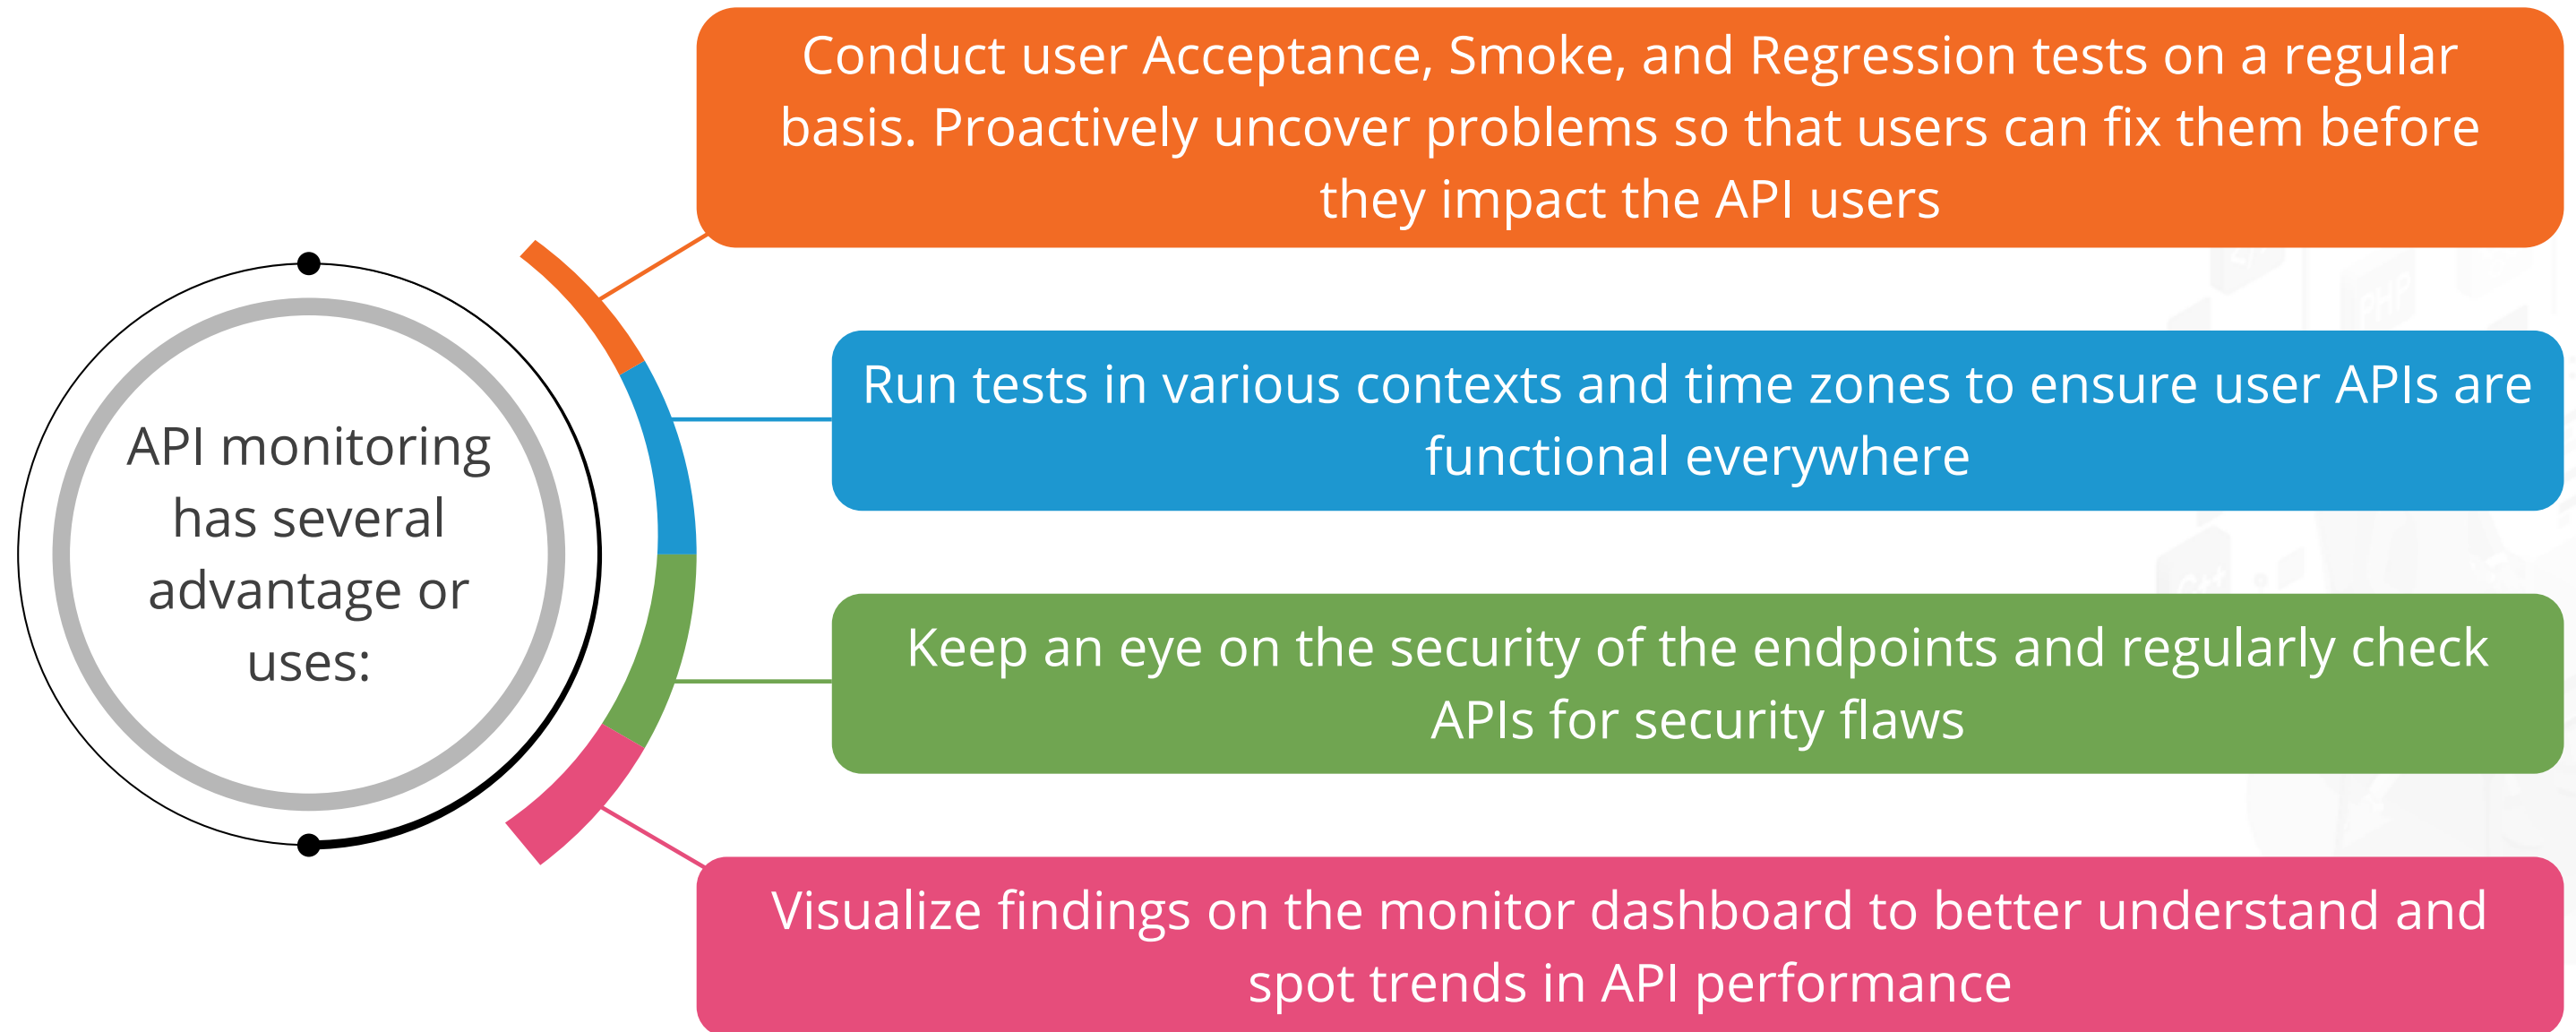 Conduct user Acceptance, Smoke, and Regression tests on a regular
basis. Proactively uncover problems so that users can fix them before
they impact the API users
API monitoring
has several
advantage or
uses:
Run tests in various contexts and time zones to ensure user APIs are
functional everywhere
Keep an eye on the security of the endpoints and regularly check
APIs for security flaws
Visualize findings on the monitor dashboard to better understand and
spot trends in API performance
PHP
C++